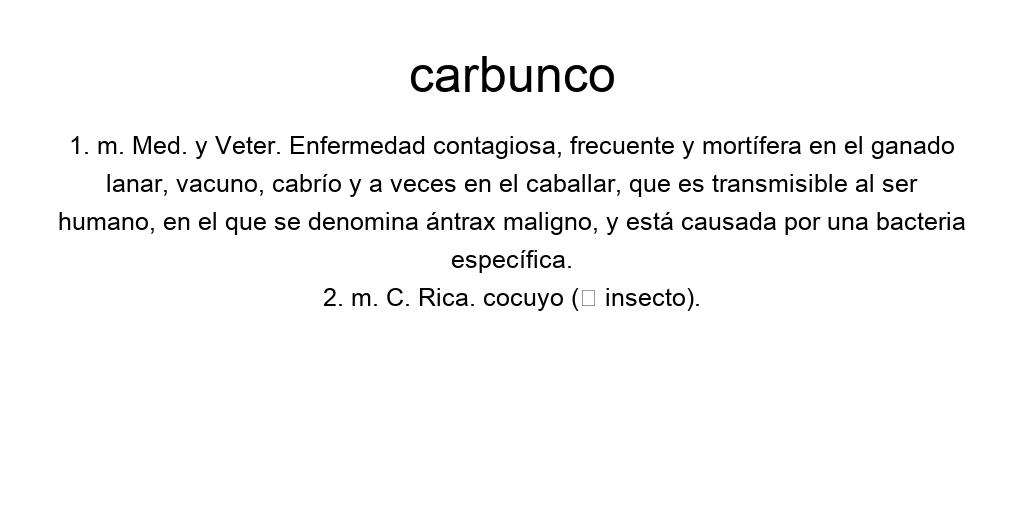 carbunco
1. m. Med. y Veter. Enfermedad contagiosa, frecuente y mortífera en el ganado
lanar, vacuno, cabrío y a veces en el caballar, que es transmisible al ser
humano, en el que se denomina ántrax maligno, y está causada por una bacteria
específica.
2. m. C. Rica. cocuyo (▯ insecto).